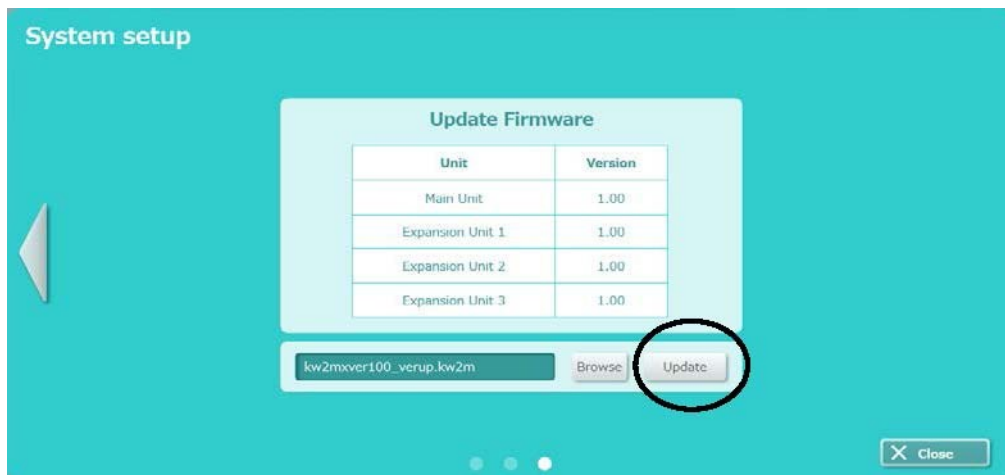 System setup
Update Firmware
Unit Version
Main Unit 1.00
Expansion Unit 1 1.00
Expansion Unit 2 1.00
Expansion Unit 3 1.00
kw2mxver100_verup.kw2m Browse Update
X Close